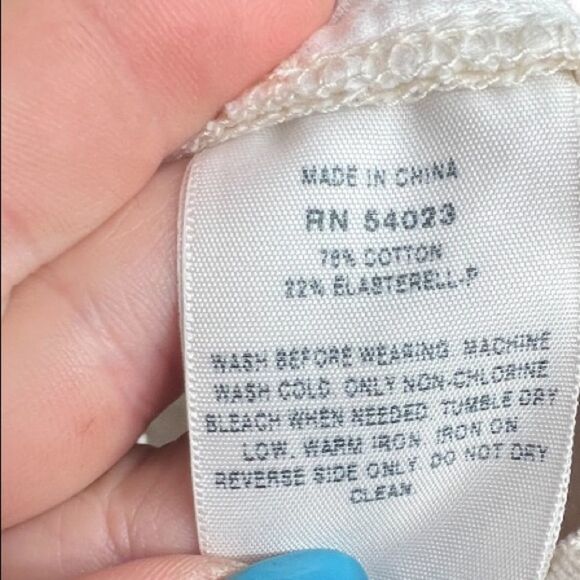 MADE IN CHINA
RN 54023
78% COTTON
22% ELASTERELL-P
WASH BEFORE WEARING. MACHINE
WASH COLD. ONLY NON-CHLORINE
BLEACH WHEN NEEDED. TUMBLE DRY
LOW. WARM IRON. IRON ON
REVERSE SIDE ONLY. DO NOT DRY
CLEAN